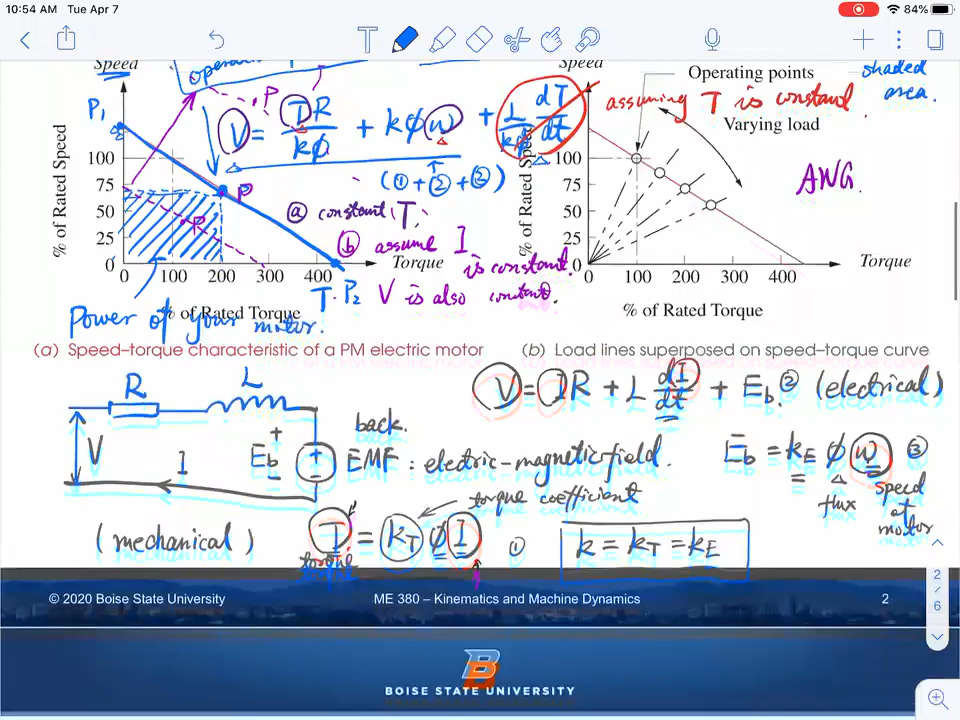 10:54 AM Tue Apr 7
84%
T
Speed
Speed
P₁
V = TR/kϕ + kϕω + L/kϕ dT/dt
(①+②+③)
P
P
P
% of Rated Speed
100
75
50
25
0
0 100 200 300 400
Torque
% of Rated Torque
ⓐ constant T.
ⓑ assume I
is constant.
V is also constant.
T. P₂
Power of your motor.
Operating points
assuming T is constant
Varying load
shaded
area.
AWG.
% of Rated Speed
100
75
50
25
0
0 100 200 300 400
Torque
% of Rated Torque
(a) Speed–torque characteristic of a PM electric motor
(b) Load lines superposed on speed–torque curve
R L
V I Eb + - + -
V = IR + L dI/dt + Eb. ② (electrical)
back.
EMF : electric-magnetic field.
Eb = kE ϕ ω ③
flux
speed
of
motor
torque coefficient
(mechanical) T = kT ϕ I ①
torque
k = kT = kE
© 2020 Boise State University
ME 380 – Kinematics and Machine Dynamics
2
2
/
6
B
BOISE STATE UNIVERSITY